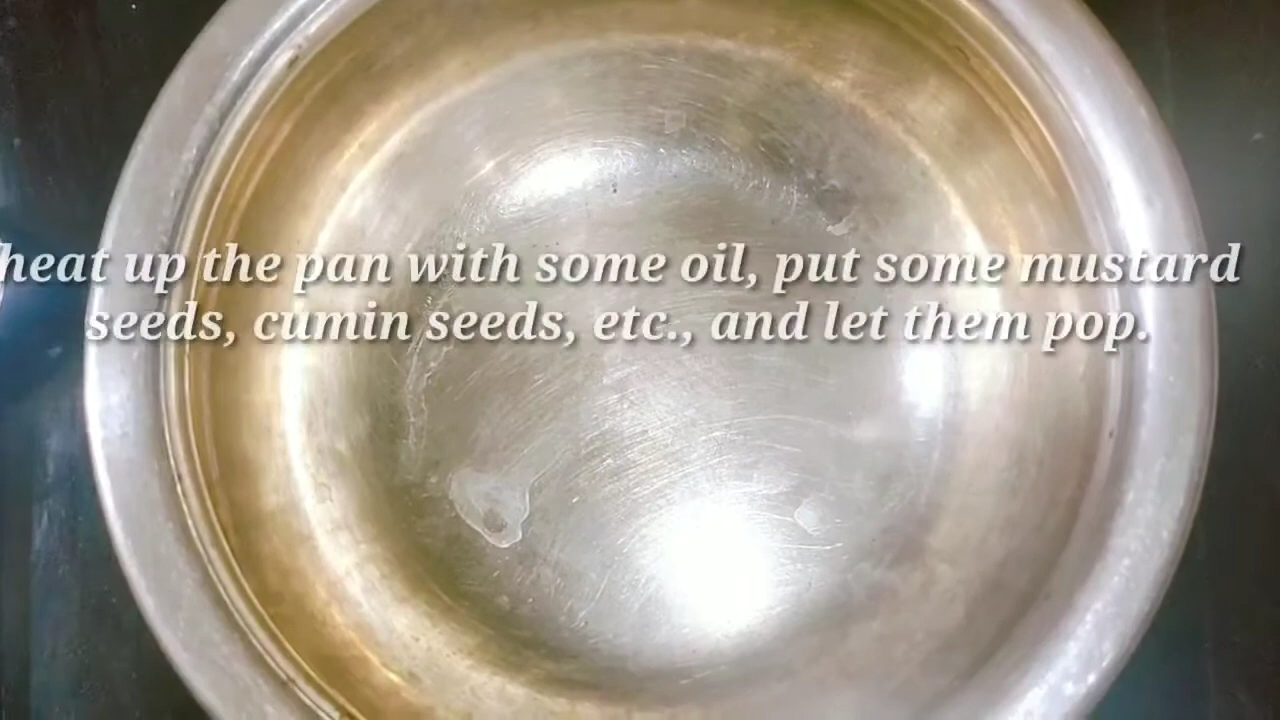 heat up the pan with some oil, put some mustard
seeds, cumin seeds, etc., and let them pop.